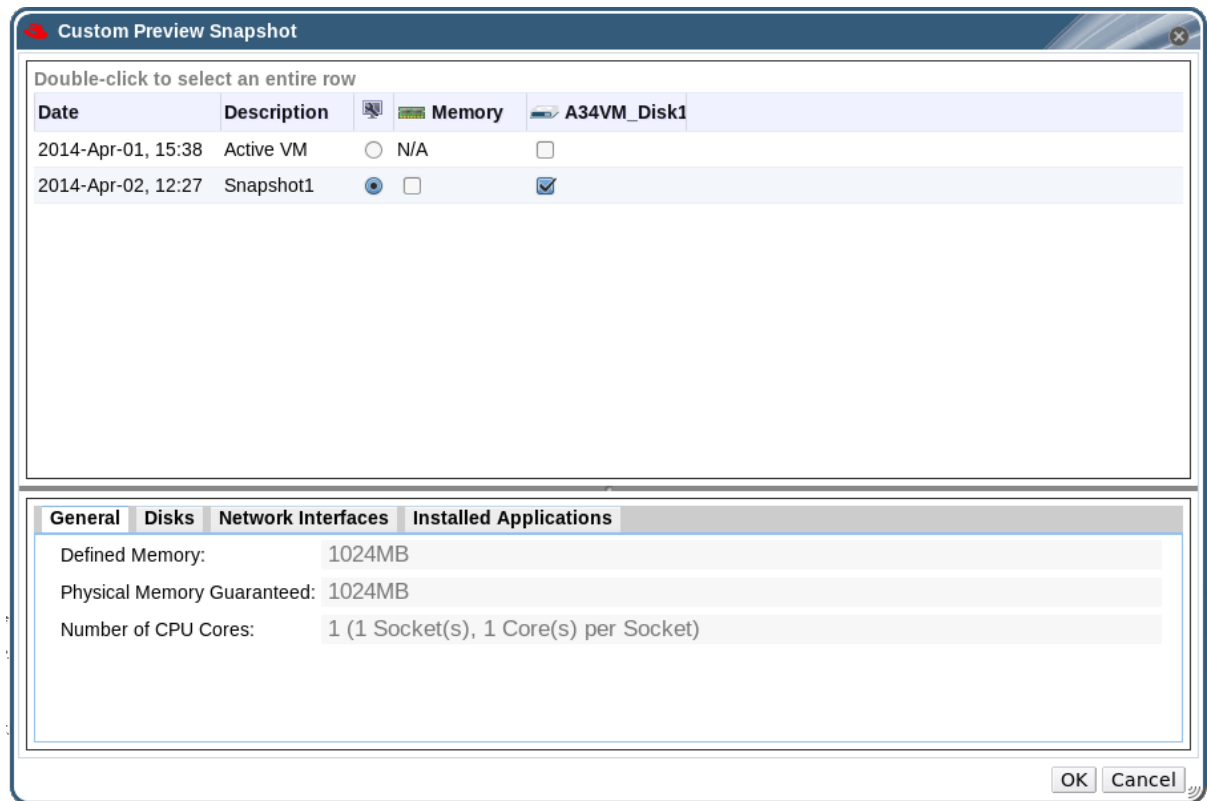 Custom Preview Snapshot
Double-click to select an entire row
Date Description Memory A34VM_Disk1
2014-Apr-01, 15:38 Active VM N/A
2014-Apr-02, 12:27 Snapshot1
General Disks Network Interfaces Installed Applications
Defined Memory: 1024MB
Physical Memory Guaranteed: 1024MB
Number of CPU Cores: 1 (1 Socket(s), 1 Core(s) per Socket)
OK Cancel